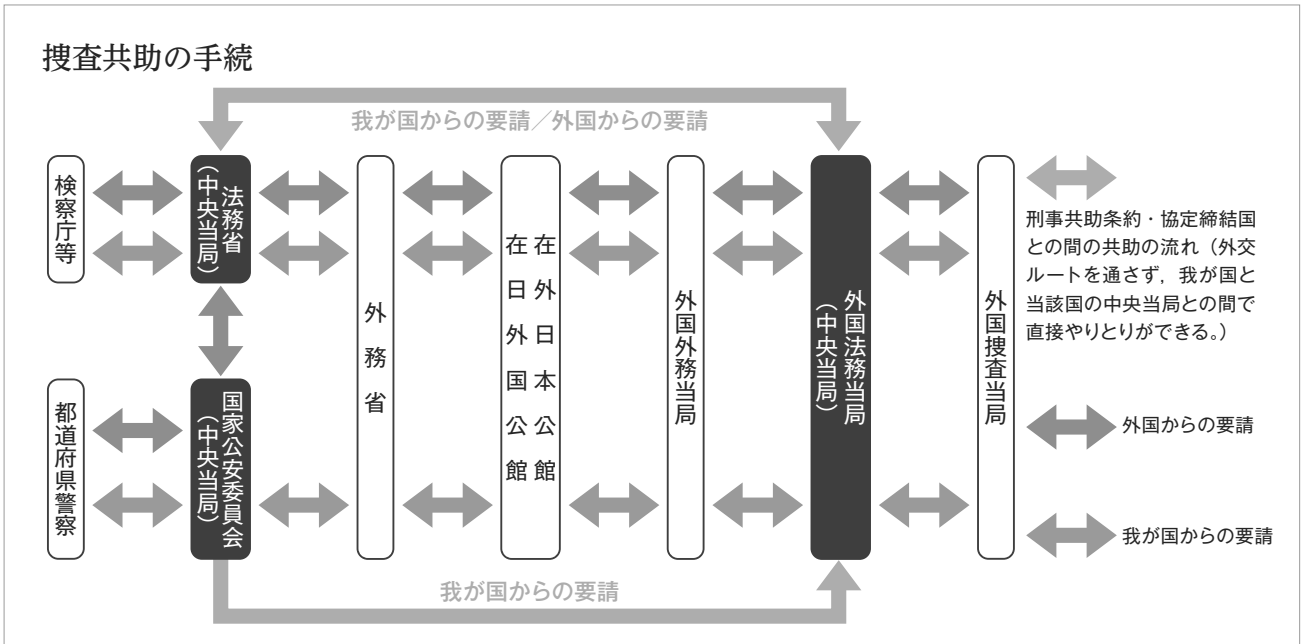 捜査共助の手続
我が国からの要請／外国からの要請
検察庁等
法務省
（中央当局）
都道府県警察
国家公安委員会
（中央当局）
外務省
在外日本公館
在日外国公館
外国外務当局
外国法務当局
（中央当局）
外国捜査当局
刑事共助条約・協定締結国
との間の共助の流れ（外交
ルートを通さず，我が国と
当該国の中央当局との間で
直接やりとりができる。）
外国からの要請
我が国からの要請
我が国からの要請